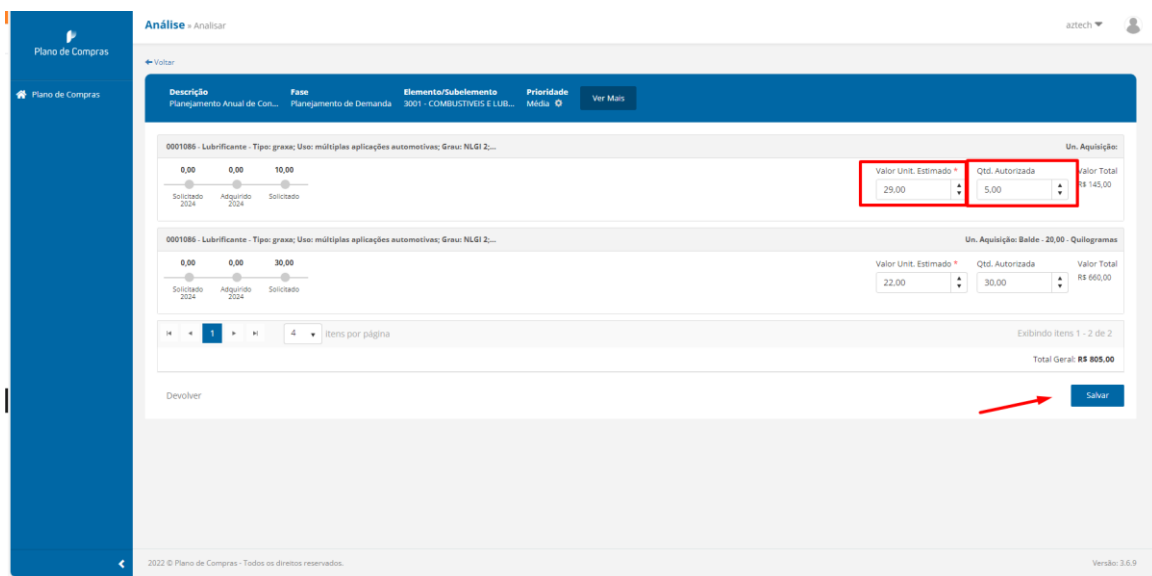 Plano de Compras
Plano de Compras
Análise » Analisar
aztech
Voltar
Descrição Fase Elemento/Subelemento Prioridade
Planejamento Anual de Con... Planejamento de Demanda 3001 - COMBUSTIVEIS E LUB... Média
Ver Mais
0001086 - Lubrificante - Tipo: graxa; Uso: múltiplas aplicações automotivas; Grau: NLGI 2;... Un. Aquisição:
0,00 0,00 10,00
Solicitado 2024 Adquirido 2024 Solicitado
Valor Unit. Estimado * Qtd. Autorizada Valor Total
29,00 5,00 R$ 145,00
0001086 - Lubrificante - Tipo: graxa; Uso: múltiplas aplicações automotivas; Grau: NLGI 2;... Un. Aquisição: Balde - 20,00 - Quilogramas
0,00 0,00 30,00
Solicitado 2024 Adquirido 2024 Solicitado
Valor Unit. Estimado * Qtd. Autorizada Valor Total
22,00 30,00 R$ 660,00
1 4 itens por página Exibindo itens 1 - 2 de 2
Total Geral: R$ 805,00
Devolver Salvar
2022 © Plano de Compras - Todos os direitos reservados. Versão: 3.6.9